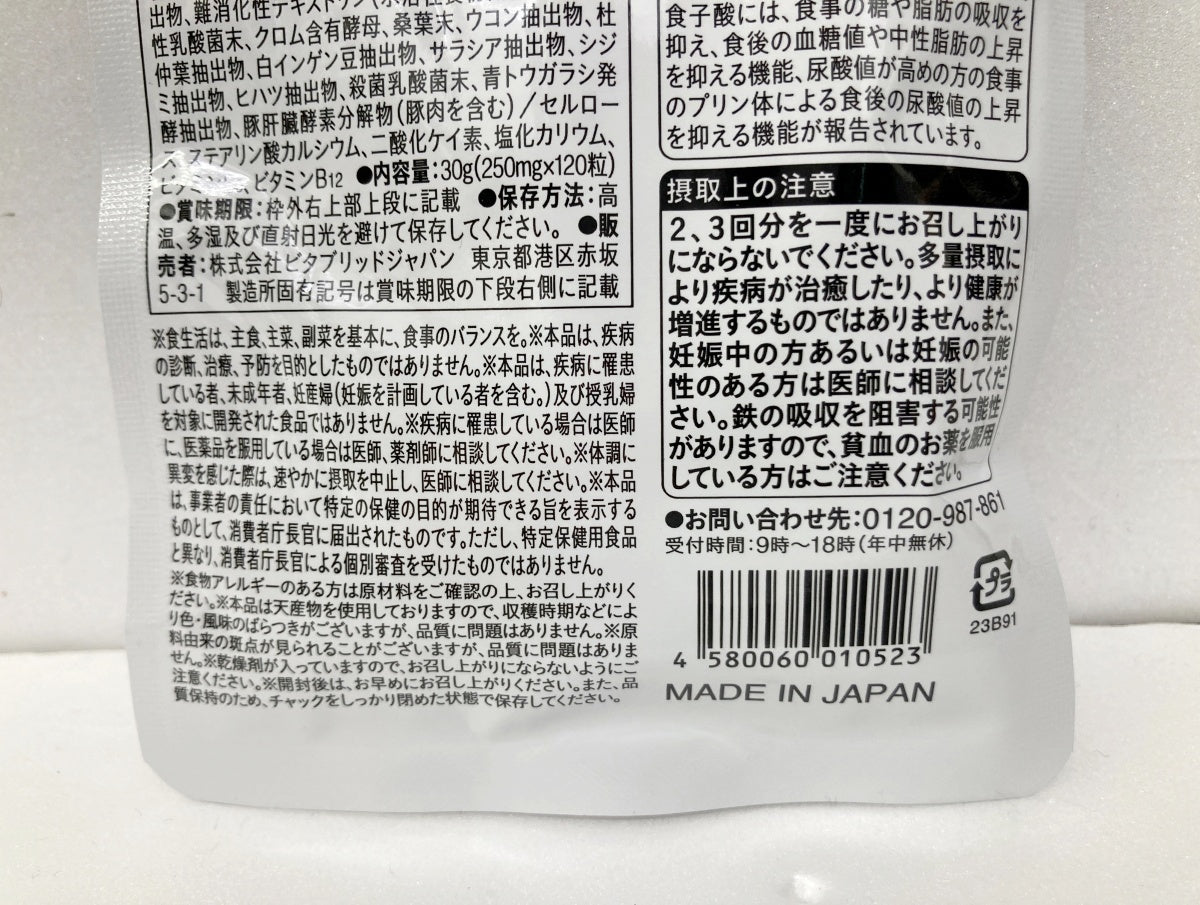 出物、難消化性デキストリン
性乳酸菌末、クロム含有酵母、桑葉末、ウコン抽出物、杜
仲葉抽出物、白インゲン豆抽出物、サラシア抽出物、シジ
ミ抽出物、ヒハツ抽出物、殺菌乳酸菌末、青トウガラシ発
酵抽出物、豚肝臓酵素分解物(豚肉を含む)/セルロー
ス、ステアリン酸カルシウム、二酸化ケイ素、塩化カリウム、
ビタミンB12 ●内容量:30g(250mg×120粒)
●賞味期限:枠外右上部上段に記載 ●保存方法:高
温、多湿及び直射日光を避けて保存してください。 ●販
売者:株式会社ビタブリッドジャパン 東京都港区赤坂
5-3-1 製造所固有記号は賞味期限の下段右側に記載
※食生活は、主食、主菜、副菜を基本に、食事のバランスを。※本品は、疾病
の診断、治療、予防を目的としたものではありません。※本品は、疾病に罹患
している者、未成年者、妊産婦(妊娠を計画している者を含む。)及び授乳婦
を対象に開発された食品ではありません。※疾病に罹患している場合は医師
に、医薬品を服用している場合は医師、薬剤師に相談してください。※体調に
異変を感じた際は、速やかに摂取を中止し、医師に相談してください。※本品
は、事業者の責任において特定の保健の目的が期待できる旨を表示する
ものとして、消費者庁長官に届出されたものです。ただし、特定保健用食品
と異なり、消費者庁長官による個別審査を受けたものではありません。
※食物アレルギーのある方は原材料をご確認の上、お召し上がりく
ださい。※本品は天産物を使用しておりますので、収穫時期などによ
り色・風味のばらつきがございますが、品質に問題はありません。※原
料由来の斑点が見られることがございますが、品質に問題はありま
せん。※乾燥剤が入っていますので、お召し上がりにならないようにご
注意ください。※開封後は、お早めにお召し上がりください。また、品
質保持のため、チャックをしっかり閉めた状態で保存してください。
食子酸には、食事の糖や脂肪の吸収を
抑え、食後の血糖値や中性脂肪の上昇
を抑える機能、尿酸値が高めの方の食事
のプリン体による食後の尿酸値の上昇
を抑える機能が報告されています。
摂取上の注意
2、3回分を一度にお召し上がり
にならないでください。多量摂取に
より疾病が治癒したり、より健康が
増進するものではありません。また、
妊娠中の方あるいは妊娠の可能
性のある方は医師に相談してくだ
さい。鉄の吸収を阻害する可能性
がありますので、貧血のお薬を服用
している方はご注意ください。
●お問い合わせ先:0120-987-861
受付時間:9時〜18時(年中無休)
プラ
23B91
4 580060 010523
MADE IN JAPAN